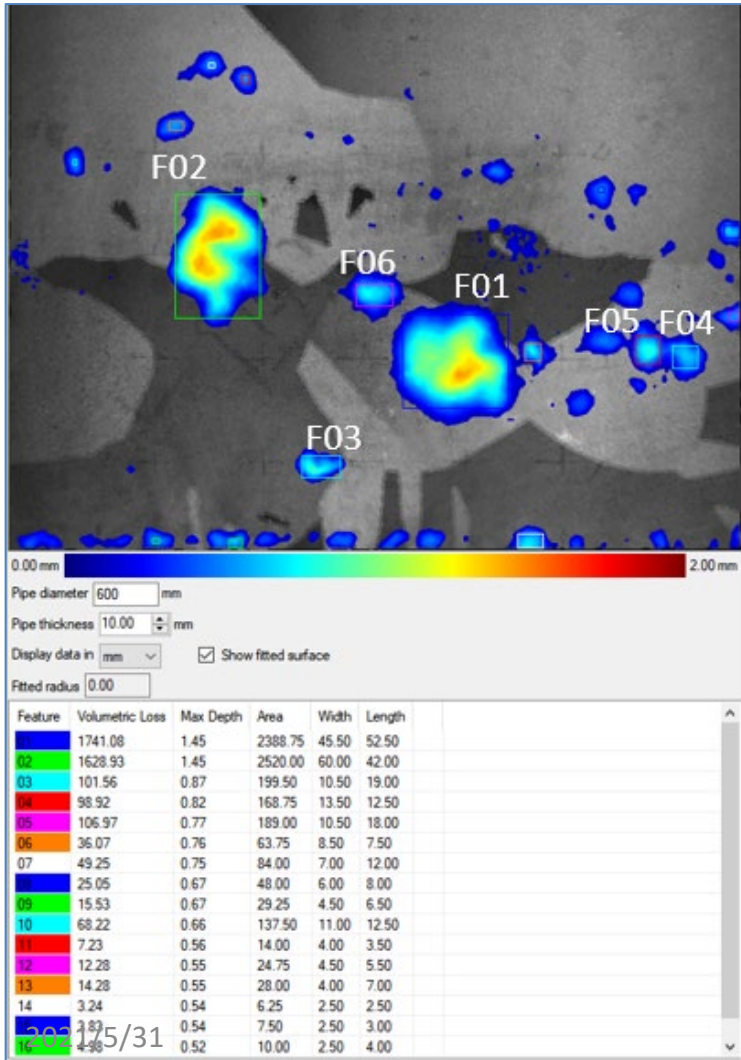 F02
F06
F01
F05 F04
F03
0.00 mm 2.00 mm
Pipe diameter 600 mm
Pipe thickness 10.00 mm
Display data in mm Show fitted surface
Fitted radius 0.00
Feature Volumetric Loss Max Depth Area Width Length
01 1741.08 1.45 2388.75 45.50 52.50
02 1628.93 1.45 2520.00 60.00 42.00
03 101.56 0.87 199.50 10.50 19.00
04 98.92 0.82 168.75 13.50 12.50
05 106.97 0.77 189.00 10.50 18.00
06 36.07 0.76 63.75 8.50 7.50
07 49.25 0.75 84.00 7.00 12.00
08 25.05 0.67 48.00 6.00 8.00
09 15.53 0.67 29.25 4.50 6.50
10 68.22 0.66 137.50 11.00 12.50
11 7.23 0.56 14.00 4.00 3.50
12 12.28 0.55 24.75 4.50 5.50
13 14.28 0.55 28.00 4.00 7.00
14 3.24 0.54 6.25 2.50 2.50
0.54 7.50 2.50 3.00
2021/5/31
16 4.98 0.52 10.00 2.50 4.00